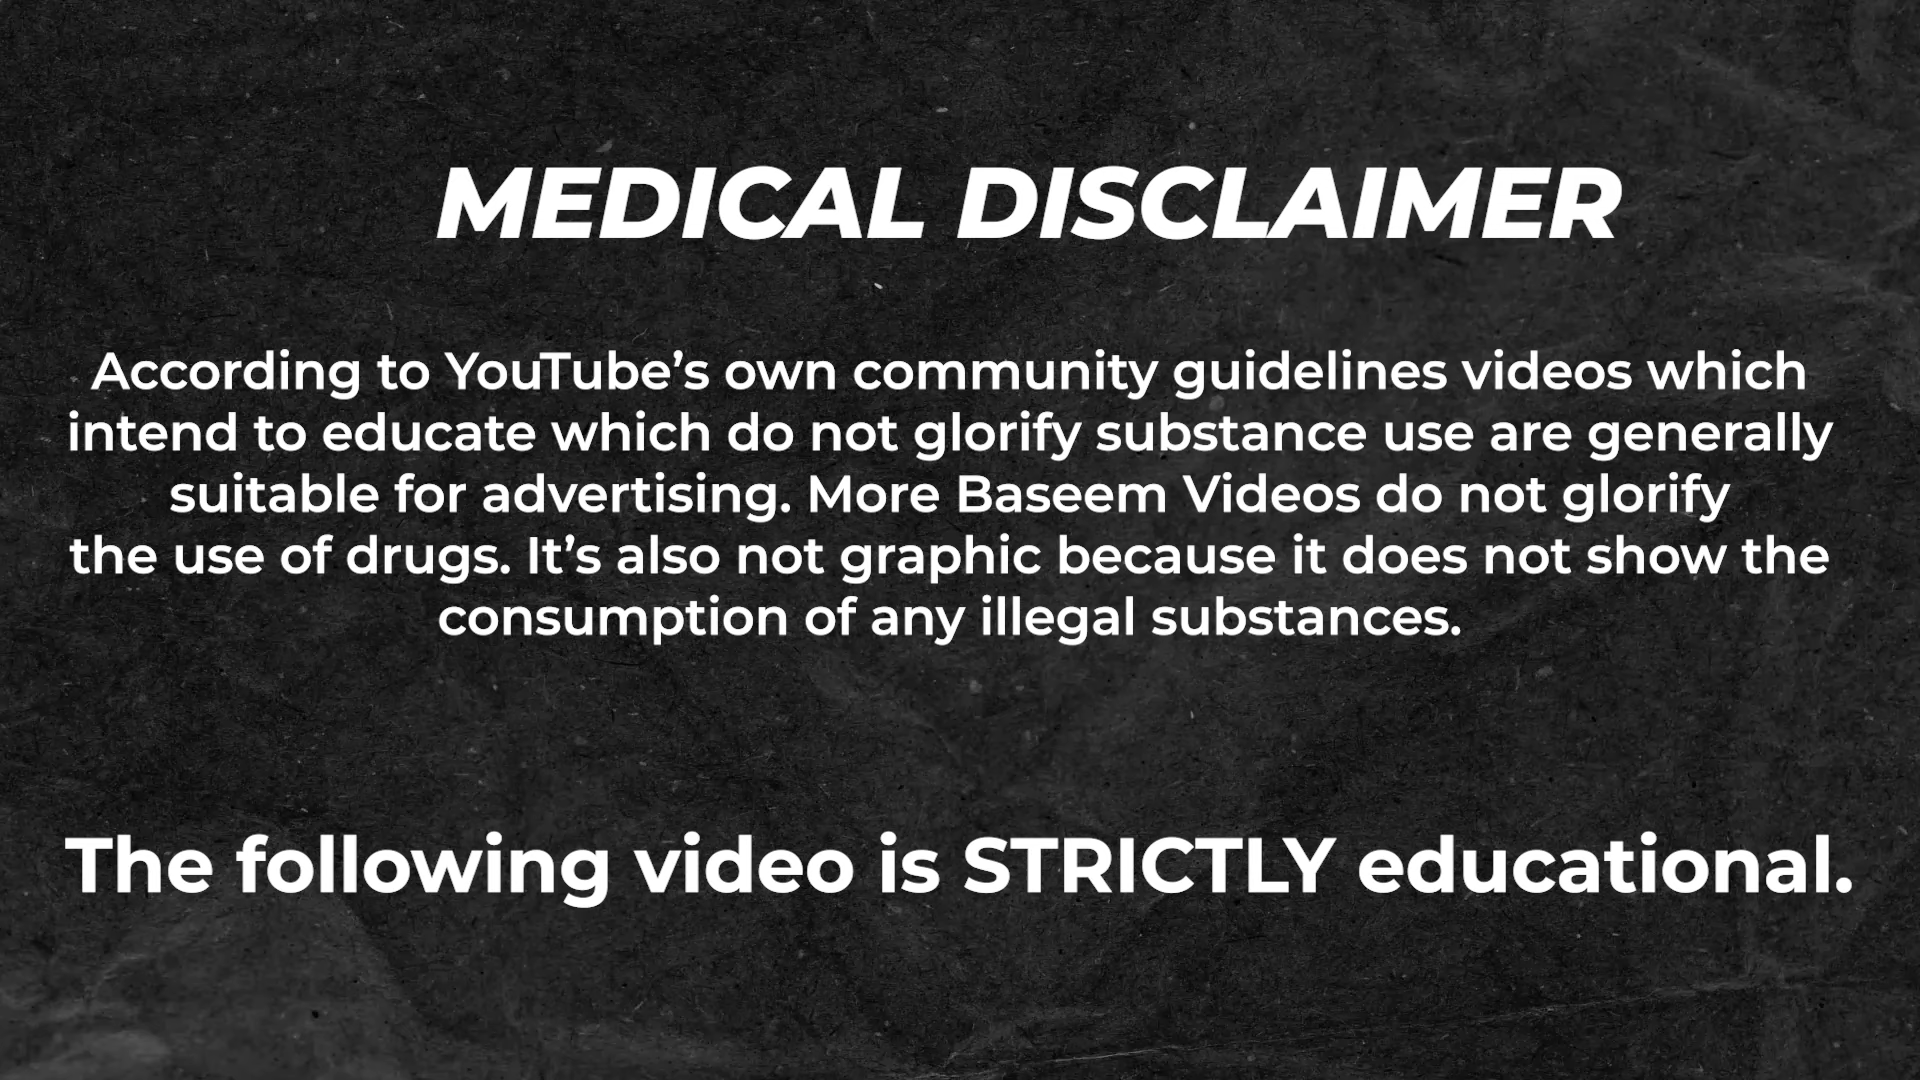 MEDICAL DISCLAIMER
According to YouTube’s own community guidelines videos which
intend to educate which do not glorify substance use are generally
suitable for advertising. More Baseem Videos do not glorify
the use of drugs. It’s also not graphic because it does not show the
consumption of any illegal substances.
The following video is STRICTLY educational.